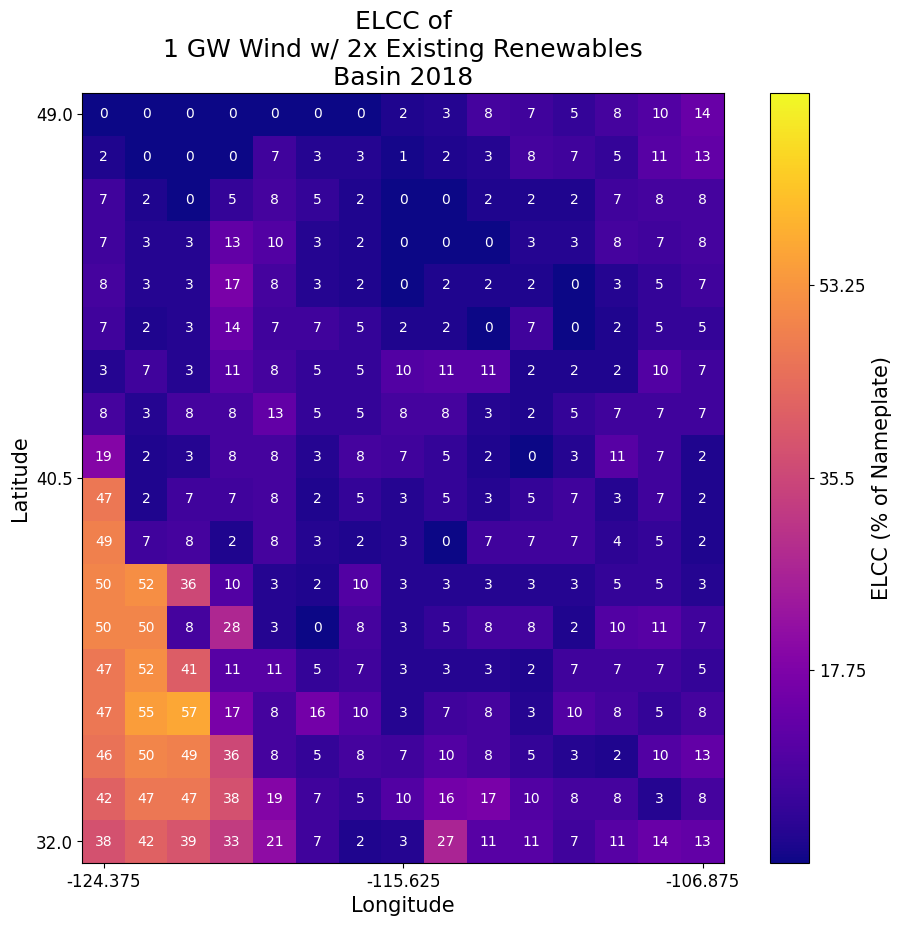 ELCC of
1 GW Wind w/ 2x Existing Renewables
Basin 2018
49.0
0 0 0 0 0 0 0 2 3 8 7 5 8 10 14
2 0 0 0 7 3 3 1 2 3 8 7 5 11 13
7 2 0 5 8 5 2 0 0 2 2 2 7 8 8
7 3 3 13 10 3 2 0 0 0 3 3 8 7 8
8 3 3 17 8 3 2 0 2 2 2 0 3 5 7
53.25
7 2 3 14 7 7 5 2 2 0 7 0 2 5 5
3 7 3 11 8 5 5 10 11 11 2 2 2 10 7
8 3 8 8 13 5 5 8 8 3 2 5 7 7 7
19 2 3 8 8 3 8 7 5 2 0 3 11 7 2
Latitude
40.5
35.5
ELCC (% of Nameplate)
47 2 7 7 8 2 5 3 5 3 5 7 3 7 2
49 7 8 2 8 3 2 3 0 7 7 7 4 5 2
50 52 36 10 3 2 10 3 3 3 3 3 5 5 3
50 50 8 28 3 0 8 3 5 8 8 2 10 11 7
47 52 41 11 11 5 7 3 3 3 2 7 7 7 5
17.75
47 55 57 17 8 16 10 3 7 8 3 10 8 5 8
46 50 49 36 8 5 8 7 10 8 5 3 2 10 13
42 47 47 38 19 7 5 10 16 17 10 8 8 3 8
32.0
38 42 39 33 21 7 2 3 27 11 11 7 11 14 13
-124.375 -115.625 -106.875
Longitude